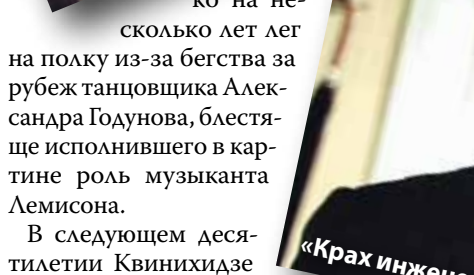 ко на не-
сколько лет лег
на полку из-за бегства за
рубеж танцовщика Алек-
сандра Годунова, блестя-
ще исполнившего в кар-
тине роль музыканта
Лемисона.
В следующем деся-
тилетии Квинихидзе
«Крах